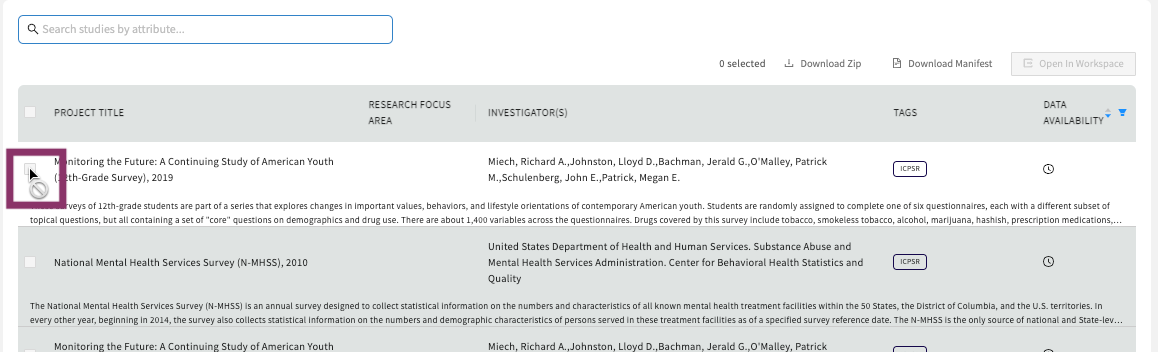 Search studies by attribute...
0 selected Download Zip Download Manifest Open In Workspace
PROJECT TITLE
RESEARCH FOCUS
AREA
INVESTIGATOR(S)
TAGS
DATA
AVAILABILITY
Monitoring the Future: A Continuing Study of American Youth
(12th-Grade Survey), 2019
Miech, Richard A.,Johnston, Lloyd D.,Bachman, Jerald G.,O'Malley, Patrick
M.,Schulenberg, John E.,Patrick, Megan E.
ICPSR
surveys of 12th-grade students are part of a series that explores changes in important values, behaviors, and lifestyle orientations of contemporary American youth. Students are randomly assigned to complete one of six questionnaires, each with a different subset of
topical questions, but all containing a set of "core" questions on demographics and drug use. There are about 1,400 variables across the questionnaires. Drugs covered by this survey include tobacco, smokeless tobacco, alcohol, marijuana, hashish, prescription medications,...
National Mental Health Services Survey (N-MHSS), 2010
United States Department of Health and Human Services. Substance Abuse and
Mental Health Services Administration. Center for Behavioral Health Statistics and
Quality
ICPSR
The National Mental Health Services Survey (N-MHSS) is an annual survey designed to collect statistical information on the numbers and characteristics of all known mental health treatment facilities within the 50 States, the District of Columbia, and the U.S. territories. In
every other year, beginning in 2014, the survey also collects statistical information on the numbers and demographic characteristics of persons served in these treatment facilities as of a specified survey reference date. The N-MHSS is the only source of national and State-lev...
Monitoring the Future: A Continuing Study of American Youth
Miech, Richard A.,Johnston, Lloyd D.,Bachman, Jerald G.,O'Malley, Patrick